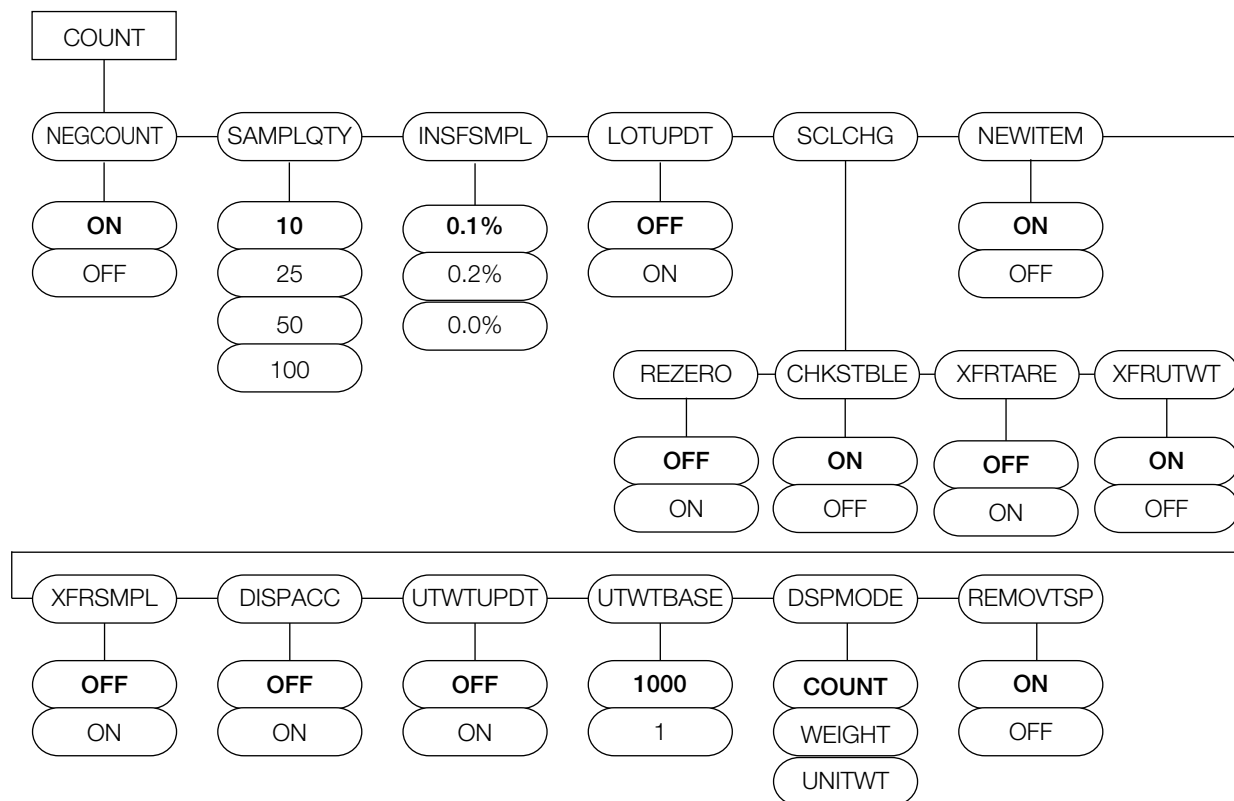 COUNT
NEGCOUNT
SAMPLQTY
INSFSMPL
LOTUPDT
SCLCHG
NEWITEM
ON
OFF
10
25
50
100
0.1%
0.2%
0.0%
OFF
ON
ON
OFF
REZERO
CHKSTBLE
XFRTARE
XFRUTWT
OFF
ON
ON
OFF
OFF
ON
ON
OFF
XFRSMPL
DISPACC
UTWTUPDT
UTWTBASE
DSPMODE
REMOVTSP
OFF
ON
OFF
ON
OFF
ON
1000
1
COUNT
WEIGHT
UNITWT
ON
OFF